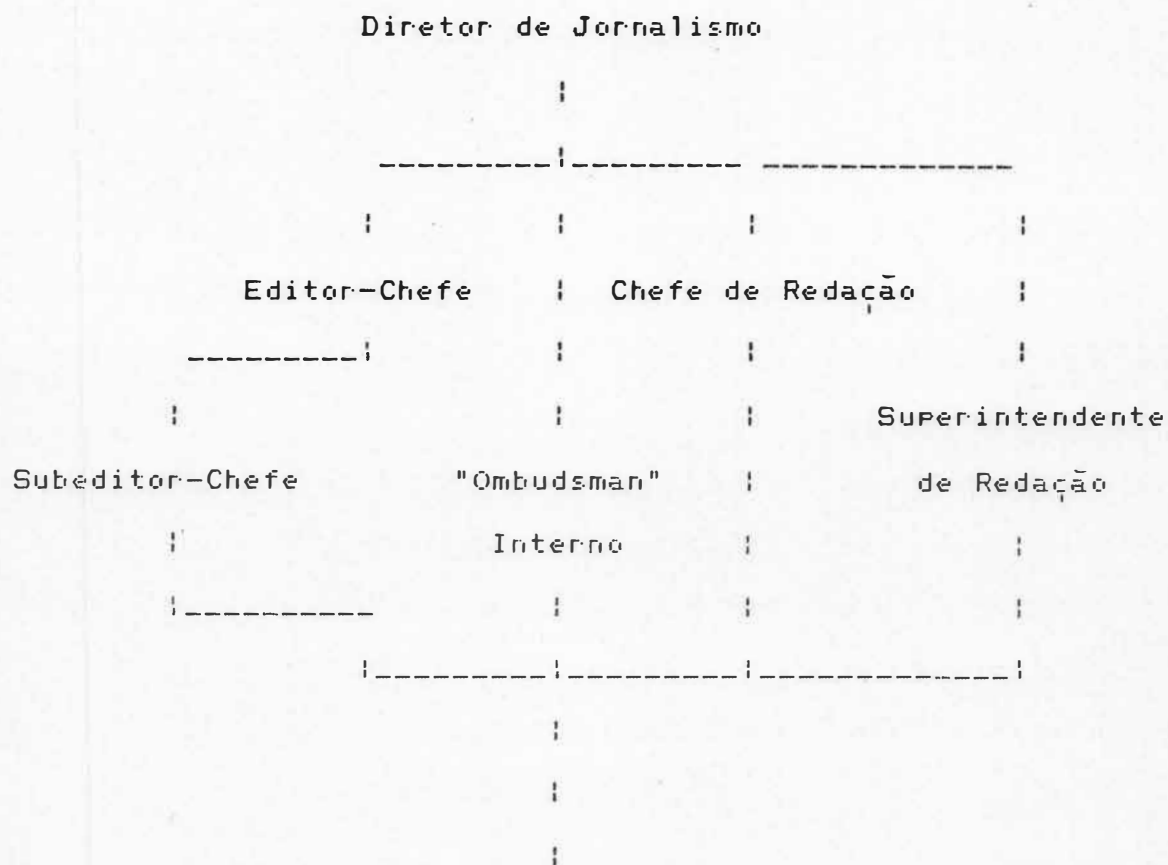 Diretor de Jornalismo
Editor-Chefe Chefe de Redação
Superintendente
Subeditor-Chefe "Ombudsman" de Redação
Interno